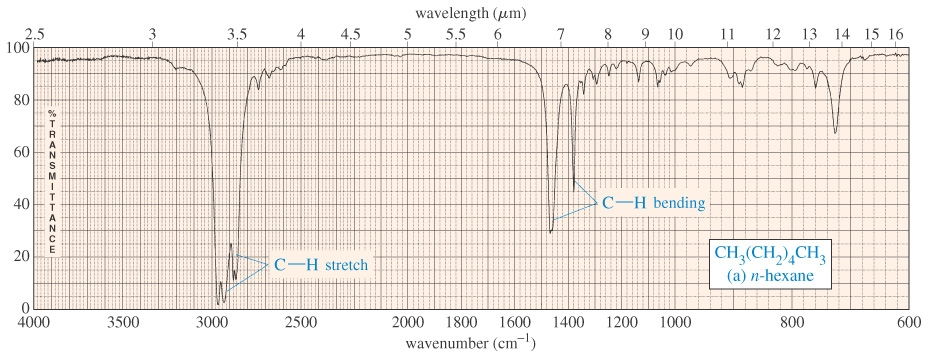 wavelength (μm)
2.5 3 3.5 4 4.5 5 5.5 6 7 8 9 10 11 12 13 14 15 16
100
80
60
40
20
0
%TRANSMITTANCE
C—H stretch
C—H bending
CH₃(CH₂)₄CH₃
(a) n-hexane
4000 3500 3000 2500 2000 1800 1600 1400 1200 1000 800 600
wavenumber (cm⁻¹)